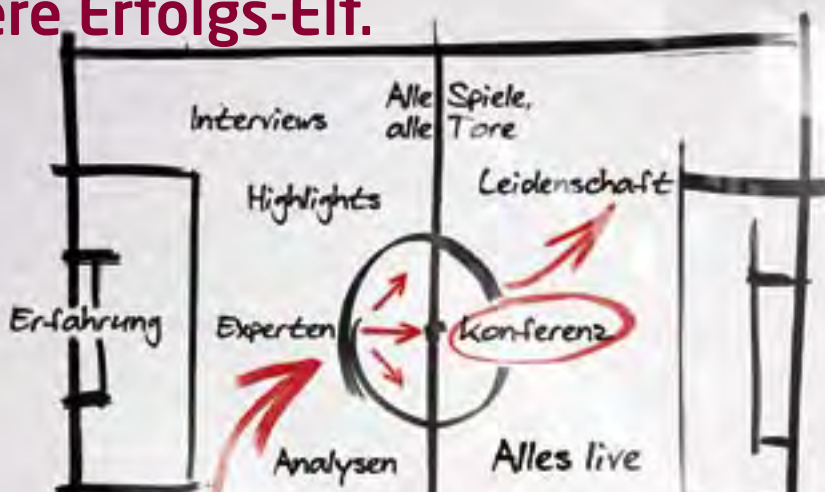 ere Erfolgs-Elf.
Interviews
Alle Spiele,
alle Tore
Highlights
Leidenschaft
Erfahrung
Experten
Konferenz
Analysen
Alles live